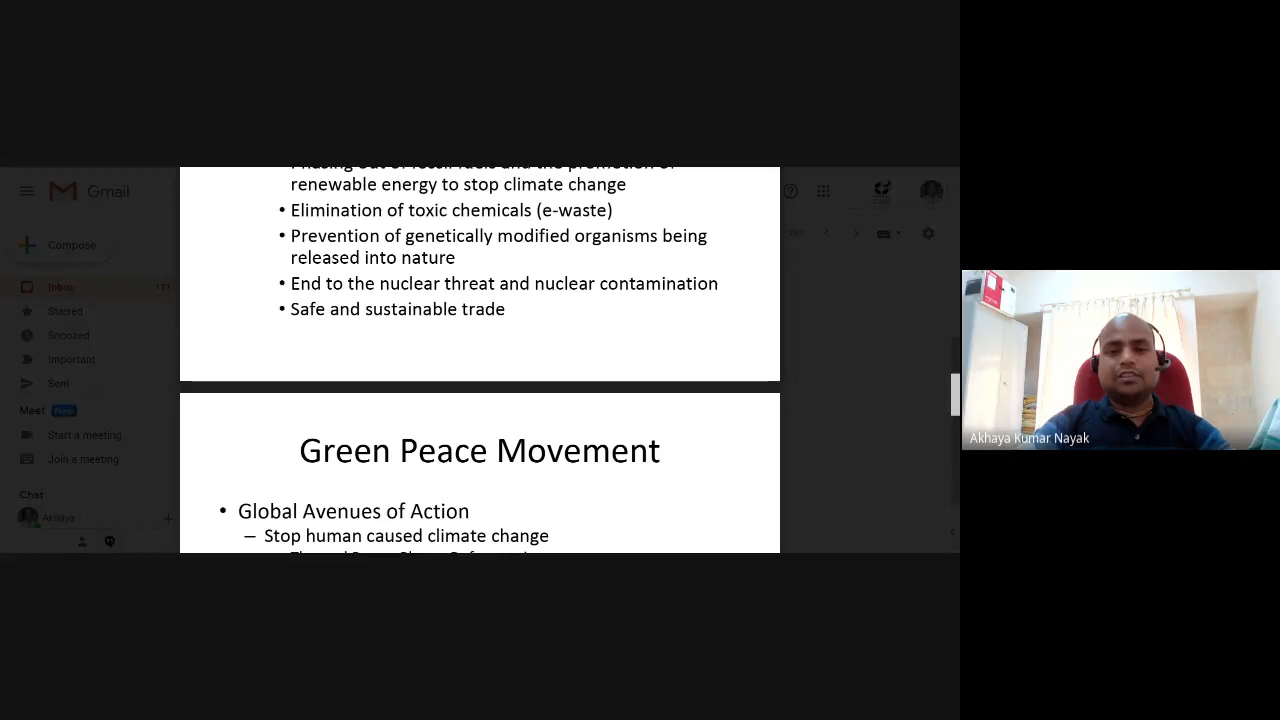 Gmail
Compose
Inbox
Starred
Snoozed
Important
Sent
Meet New
Start a meeting
Join a meeting
Chat
Akhaya
renewable energy to stop climate change
• Elimination of toxic chemicals (e-waste)
• Prevention of genetically modified organisms being
released into nature
• End to the nuclear threat and nuclear contamination
• Safe and sustainable trade
Green Peace Movement
• Global Avenues of Action
– Stop human caused climate change
Akhaya Kumar Nayak